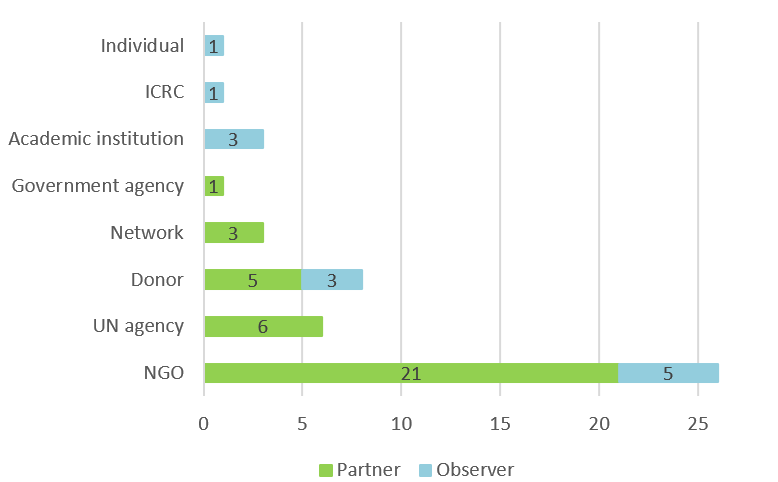 Individual 1
ICRC 1
Academic institution 3
Government agency 1
Network 3
Donor 5 3
UN agency 6
NGO 21 5
0 5 10 15 20 25
Partner Observer